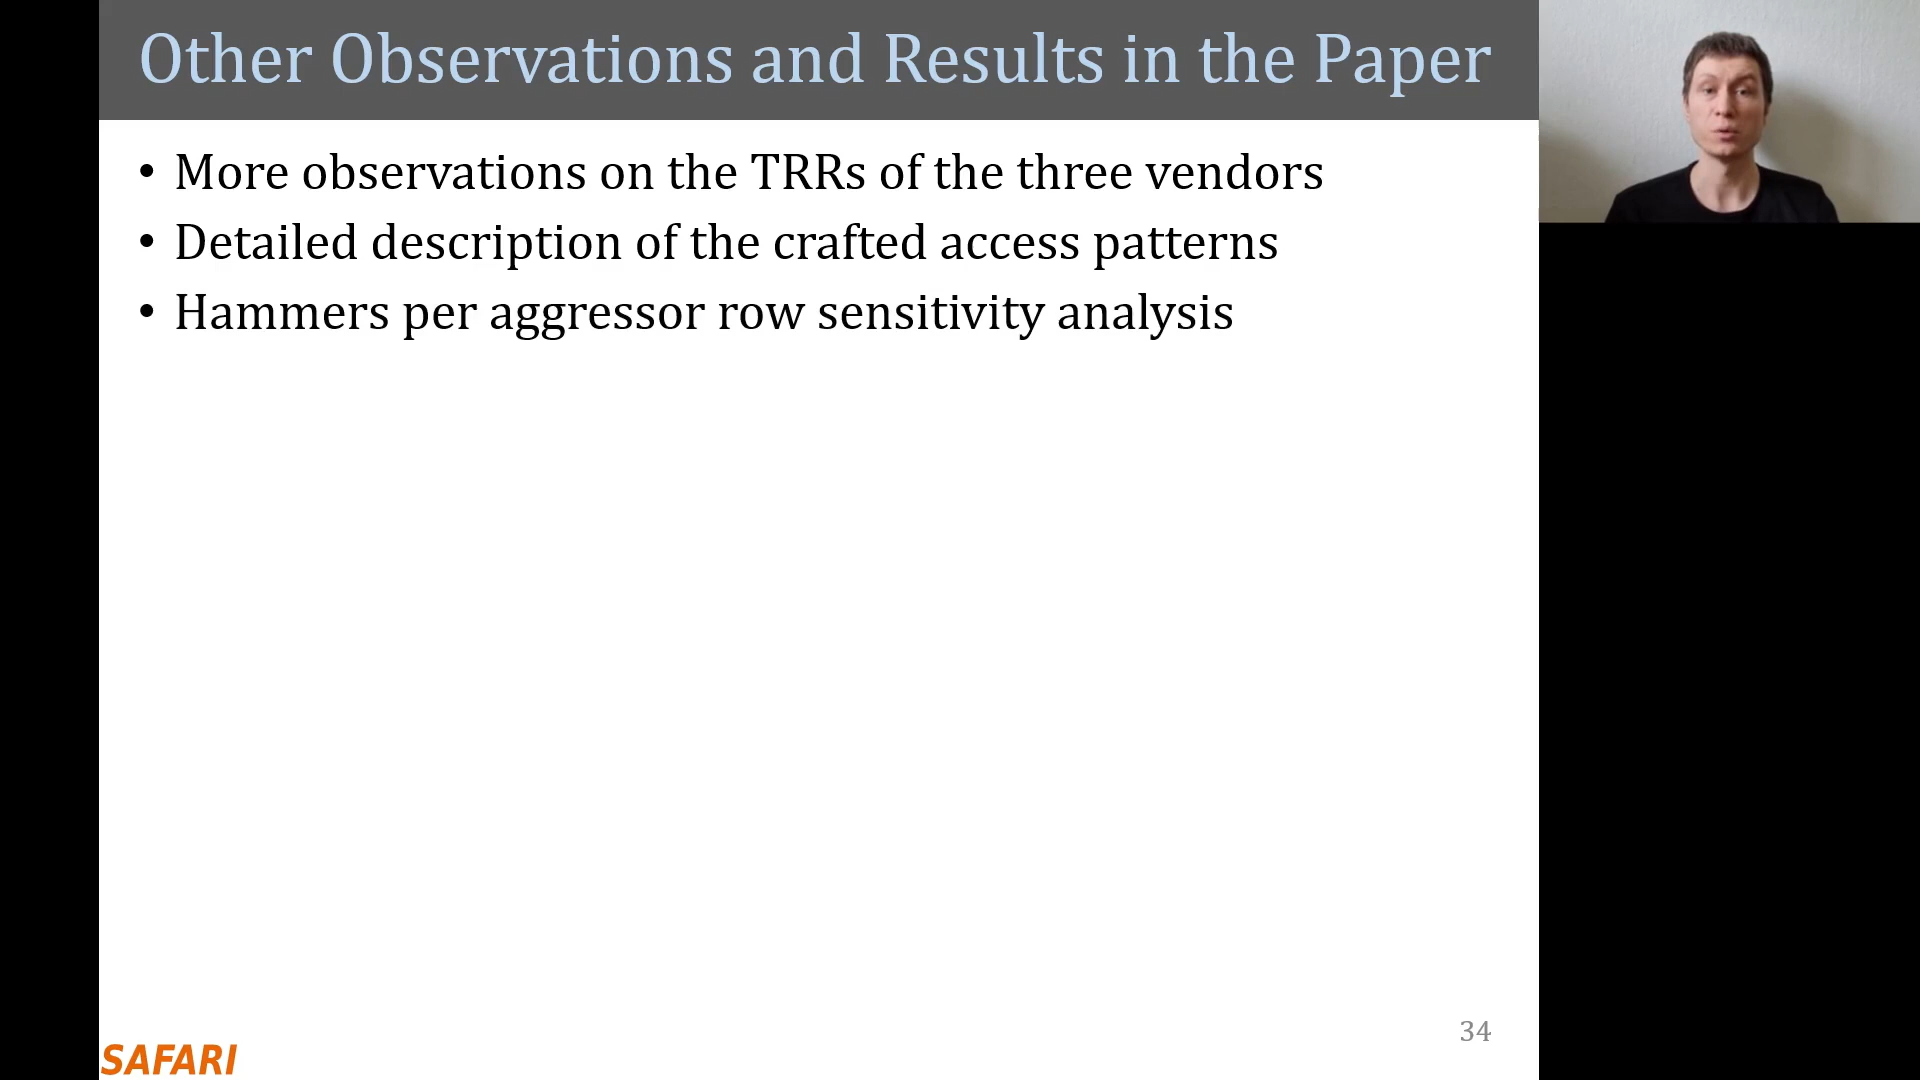 Other Observations and Results in the Paper
• More observations on the TRRs of the three vendors
• Detailed description of the crafted access patterns
• Hammers per aggressor row sensitivity analysis
34
SAFARI